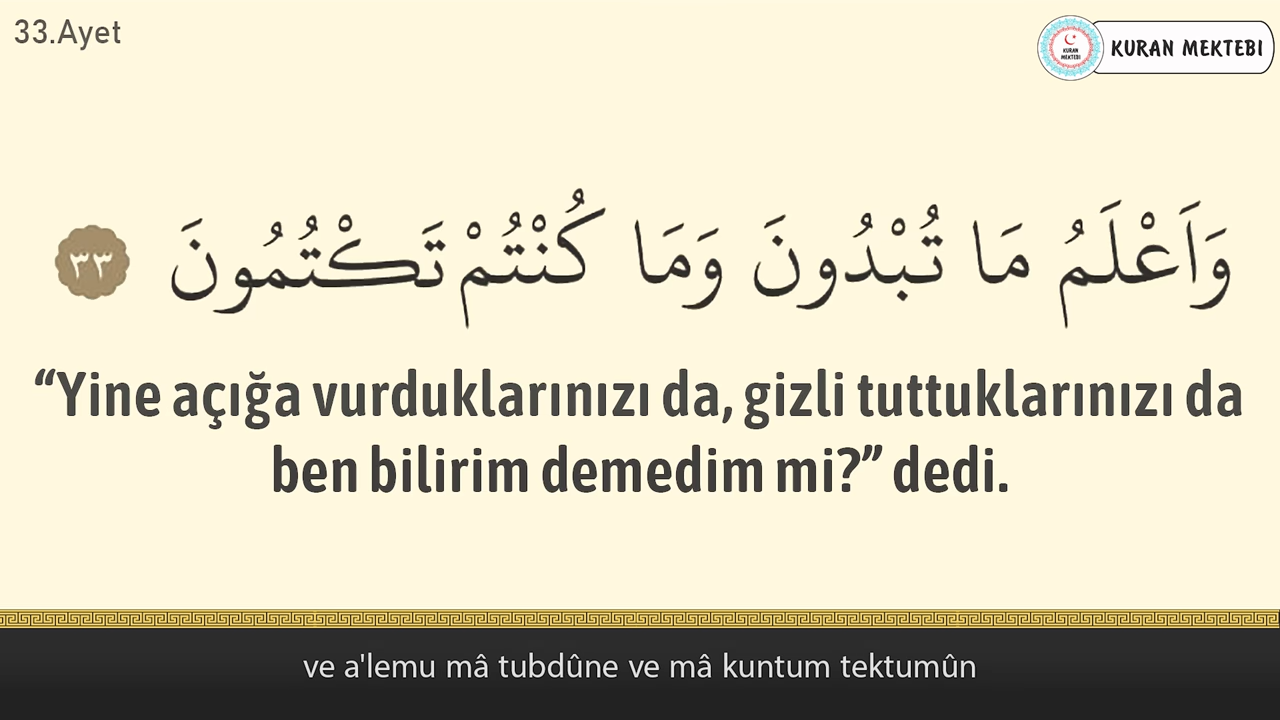 33.Ayet
KURAN MEKTEBİ
KURAN
MEKTEBİ
وَاَعْلَمُ مَا تُبْدُونَ وَمَا كُنْتُمْ تَكْتُمُونَ ٣٣
“Yine açığa vurduklarınızı da, gizli tuttuklarınızı da
ben bilirim demedim mi?” dedi.
ve a'lemu mâ tubdûne ve mâ kuntum tektumûn